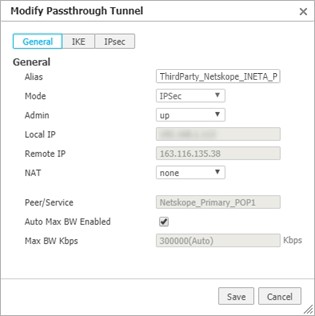 Modify Passthrough Tunnel
General IKE IPsec
General
Alias ThirdParty_Netskope_INETA_P
Mode IPSec
Admin up
Local IP
Remote IP 163.116.135.38
NAT none
Peer/Service Netskope_Primary_POP1
Auto Max BW Enabled
Max BW Kbps 300000(Auto) Kbps
Save Cancel